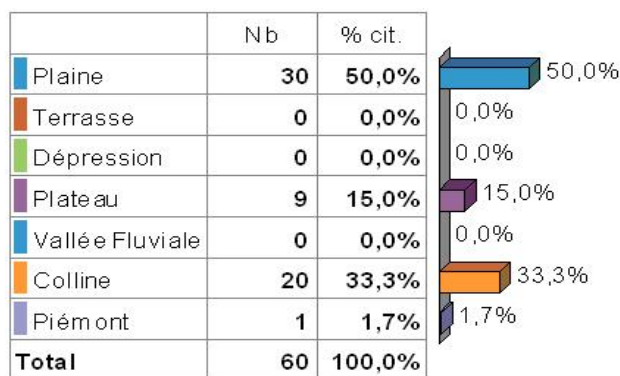 Nb % cit.
Plaine 30 50,0% 50,0%
Terrasse 0 0,0% 0,0%
Dépression 0 0,0% 0,0%
Plateau 9 15,0% 15,0%
Vallée Fluviale 0 0,0% 0,0%
Colline 20 33,3% 33,3%
Piémont 1 1,7% 1,7%
Total 60 100,0%